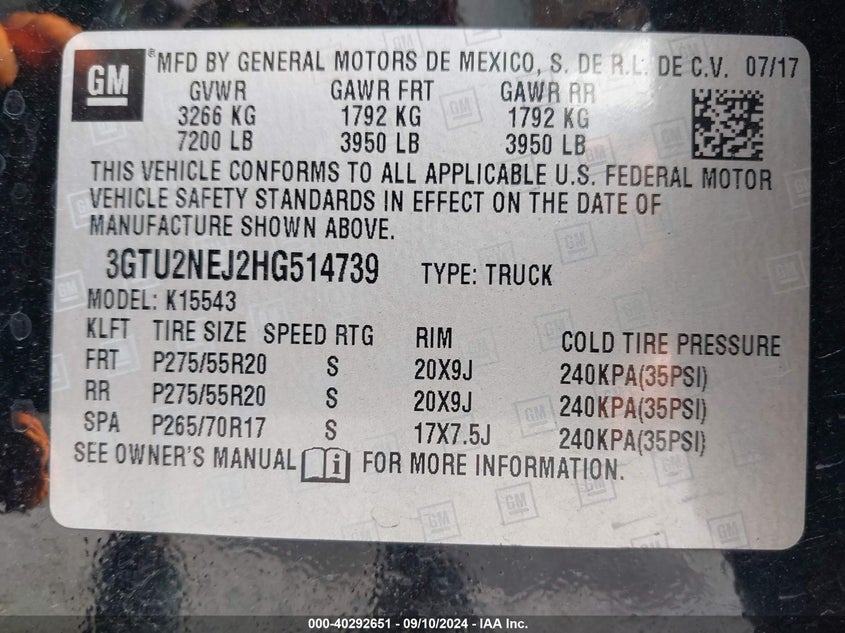 GM ® MFD BY GENERAL MOTORS DE MEXICO, S. DE R.L. DE C.V. 07/17
GVWR GAWR FRT GAWR RR
3266 KG 1792 KG 1792 KG
7200 LB 3950 LB 3950 LB
THIS VEHICLE CONFORMS TO ALL APPLICABLE U.S. FEDERAL MOTOR
VEHICLE SAFETY STANDARDS IN EFFECT ON THE DATE OF
MANUFACTURE SHOWN ABOVE.
3GTU2NEJ2HG514739 TYPE: TRUCK
MODEL: K15543
KLFT TIRE SIZE SPEED RTG RIM COLD TIRE PRESSURE
FRT P275/55R20 S 20X9J 240KPA(35PSI)
RR P275/55R20 S 20X9J 240KPA(35PSI)
SPA P265/70R17 S 17X7.5J 240KPA(35PSI)
SEE OWNER'S MANUAL i FOR MORE INFORMATION.
000-40292651 / 09/10/2024 - IAA Inc.